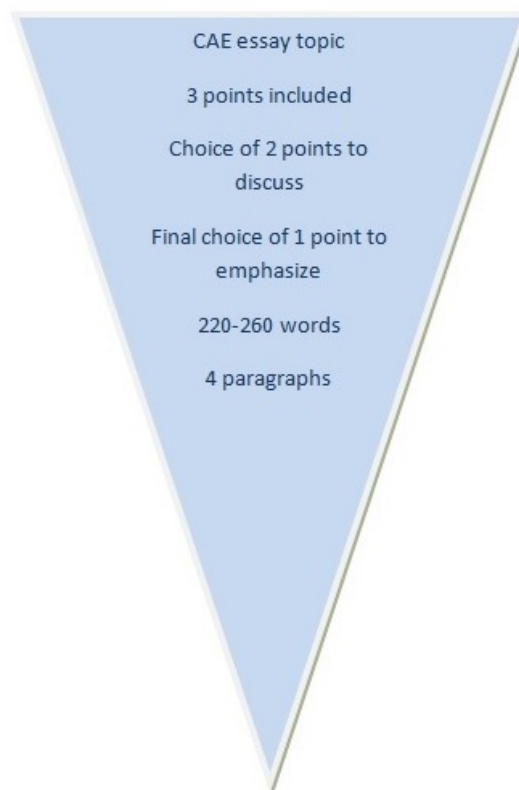 CAE essay topic
3 points included
Choice of 2 points to
discuss
Final choice of 1 point to
emphasize
220-260 words
4 paragraphs